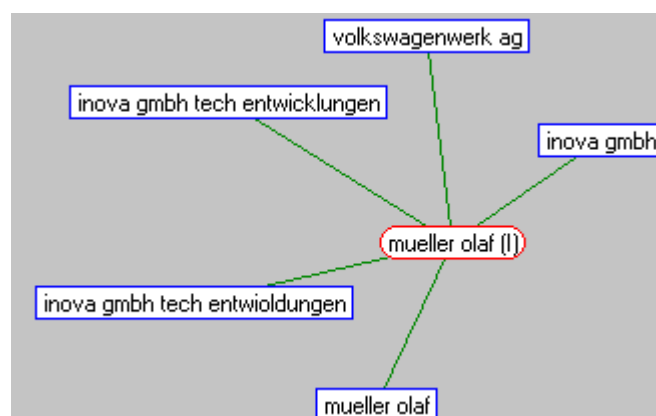 volkswagenwerk ag
inova gmbh tech entwicklungen
inova gmbh
mueller olaf (I)
inova gmbh tech entwioldungen
mueller olaf